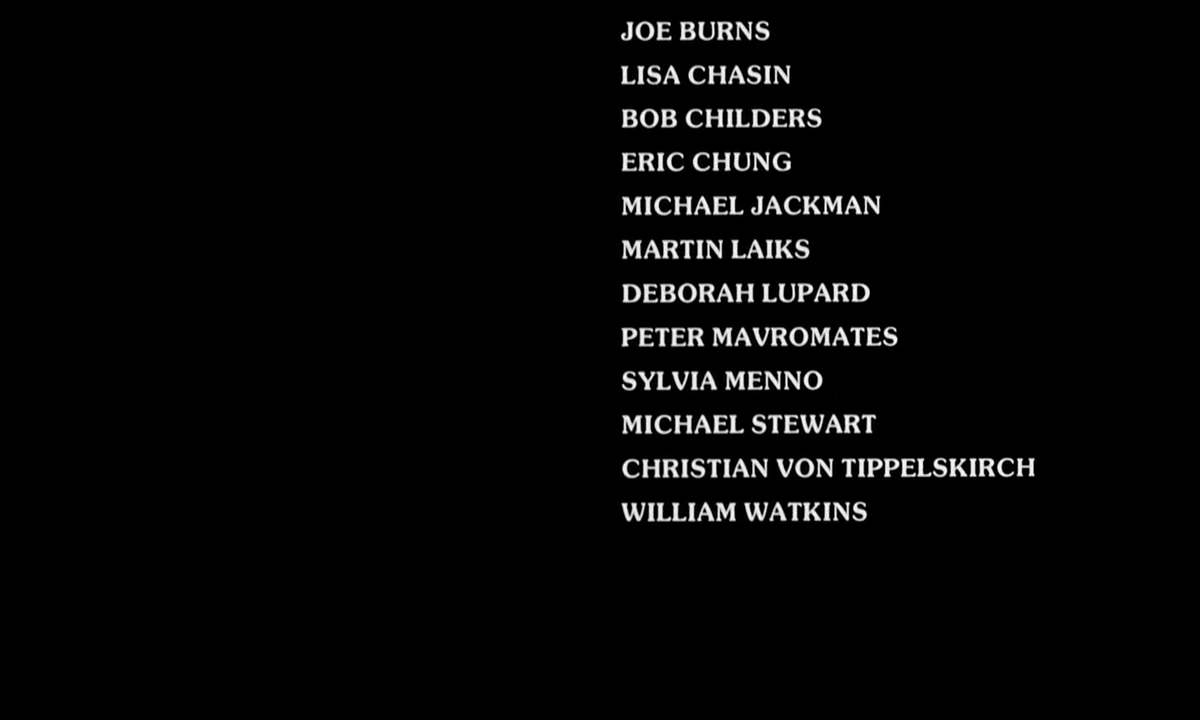 JOE BURNS
LISA CHASIN
BOB CHILDERS
ERIC CHUNG
MICHAEL JACKMAN
MARTIN LAIKS
DEBORAH LUPARD
PETER MAVROMATES
SYLVIA MENNO
MICHAEL STEWART
CHRISTIAN VON TIPPELSKIRCH
WILLIAM WATKINS